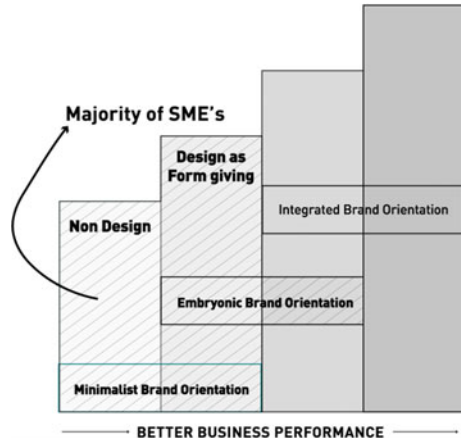 Majority of SME's
Design as
Form giving
Non Design
Integrated Brand Orientation
Embryonic Brand Orientation
Minimalist Brand Orientation
BETTER BUSINESS PERFORMANCE